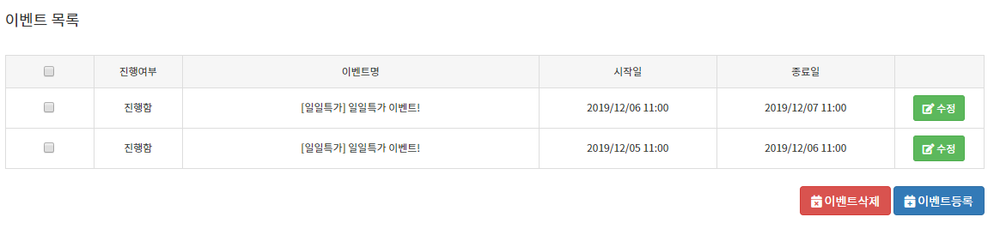 이벤트 목록
진행여부 이벤트명 시작일 종료일
진행함 [일일특가] 일일특가 이벤트! 2019/12/06 11:00 2019/12/07 11:00 수정
진행함 [일일특가] 일일특가 이벤트! 2019/12/05 11:00 2019/12/06 11:00 수정
이벤트삭제 이벤트등록